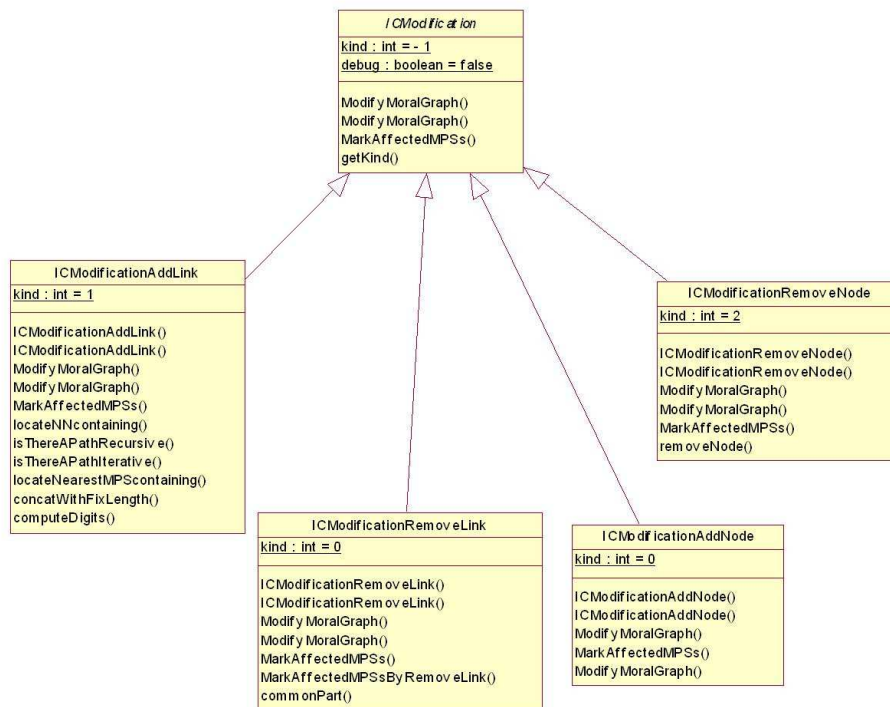 ICModification
kind : int = - 1
debug : boolean = false
ModifyMoralGraph()
ModifyMoralGraph()
MarkAffectedMPSs()
getKind()
ICModificationAddLink
kind : int = 1
ICModificationAddLink()
ICModificationAddLink()
ModifyMoralGraph()
ModifyMoralGraph()
MarkAffectedMPSs()
locateNNcontaining()
isThereAPathRecursive()
isThereAPathIterative()
locateNearestMPScontaining()
concatWithFixLength()
computeDigits()
ICModificationRemoveNode
kind : int = 2
ICModificationRemoveNode()
ICModificationRemoveNode()
ModifyMoralGraph()
ModifyMoralGraph()
MarkAffectedMPSs()
removeNode()
ICModificationRemoveLink
kind : int = 0
ICModificationRemoveLink()
ICModificationRemoveLink()
ModifyMoralGraph()
ModifyMoralGraph()
MarkAffectedMPSs()
MarkAffectedMPSsByRemoveLink()
commonPart()
ICModificationAddNode
kind : int = 0
ICModificationAddNode()
ICModificationAddNode()
ModifyMoralGraph()
MarkAffectedMPSs()
ModifyMoralGraph()